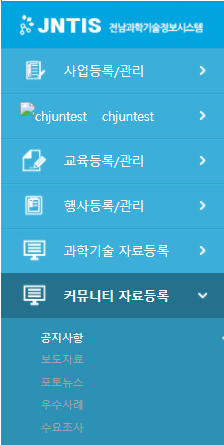 JNTIS 전남과학기술정보시스템
사업등록/관리
chjuntest chjuntest
교육등록/관리
행사등록/관리
과학기술 자료등록
커뮤니티 자료등록
공지사항
보도자료
포토뉴스
우수사례
수요조사